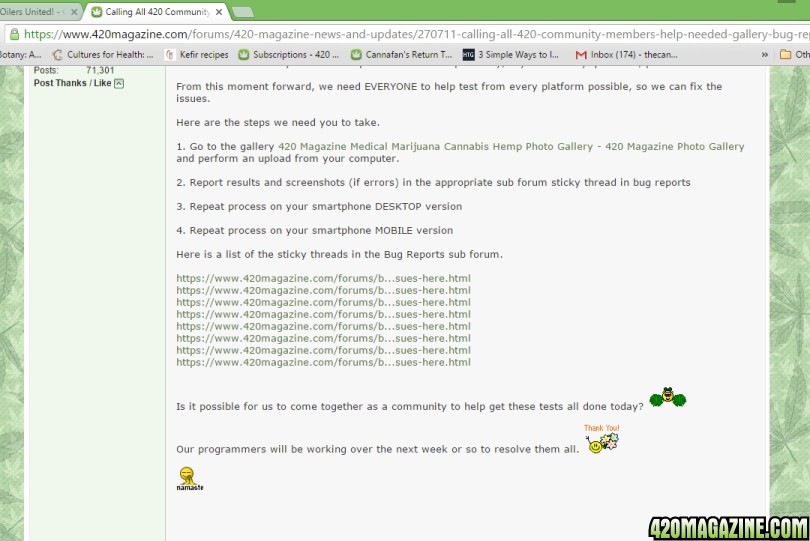 Oilers United! - 
Calling All 420 Community
https://www.420magazine.com/forums/420-magazine-news-and-updates/270711-calling-all-420-community-members-help-needed-gallery-bug-rep
Botany: A...
Cultures for Health: ...
Kefir recipes
Subscriptions - 420 ...
Cannafan's Return T...
HTG 3 Simple Ways to I...
Inbox (174) - thecan...
»
Oth
Posts: 71,301
Post Thanks / Like
From this moment forward, we need EVERYONE to help test from every platform possible, so we can fix the
issues.
Here are the steps we need you to take.
1. Go to the gallery 420 Magazine Medical Marijuana Cannabis Hemp Photo Gallery - 420 Magazine Photo Gallery
and perform an upload from your computer.
2. Report results and screenshots (if errors) in the appropriate sub forum sticky thread in bug reports
3. Repeat process on your smartphone DESKTOP version
4. Repeat process on your smartphone MOBILE version
Here is a list of the sticky threads in the Bug Reports sub forum.
https://www.420magazine.com/forums/b...sues-here.html
https://www.420magazine.com/forums/b...sues-here.html
https://www.420magazine.com/forums/b...sues-here.html
https://www.420magazine.com/forums/b...sues-here.html
https://www.420magazine.com/forums/b...sues-here.html
https://www.420magazine.com/forums/b...sues-here.html
https://www.420magazine.com/forums/b...sues-here.html
https://www.420magazine.com/forums/b...sues-here.html
Is it possible for us to come together as a community to help get these tests all done today?
Thank You!
Our programmers will be working over the next week or so to resolve them all.
namaste
420MAGAZINE.COM